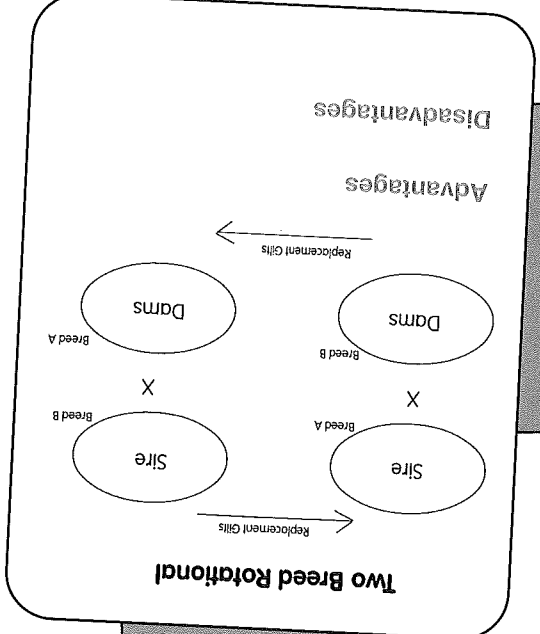 Two Breed Rotational
Replacement Gilts
Sire
Breed A
X
Breed B
Dams
Sire
Breed B
X
Breed A
Dams
Replacement Gilts
Advantages
Disadvantages